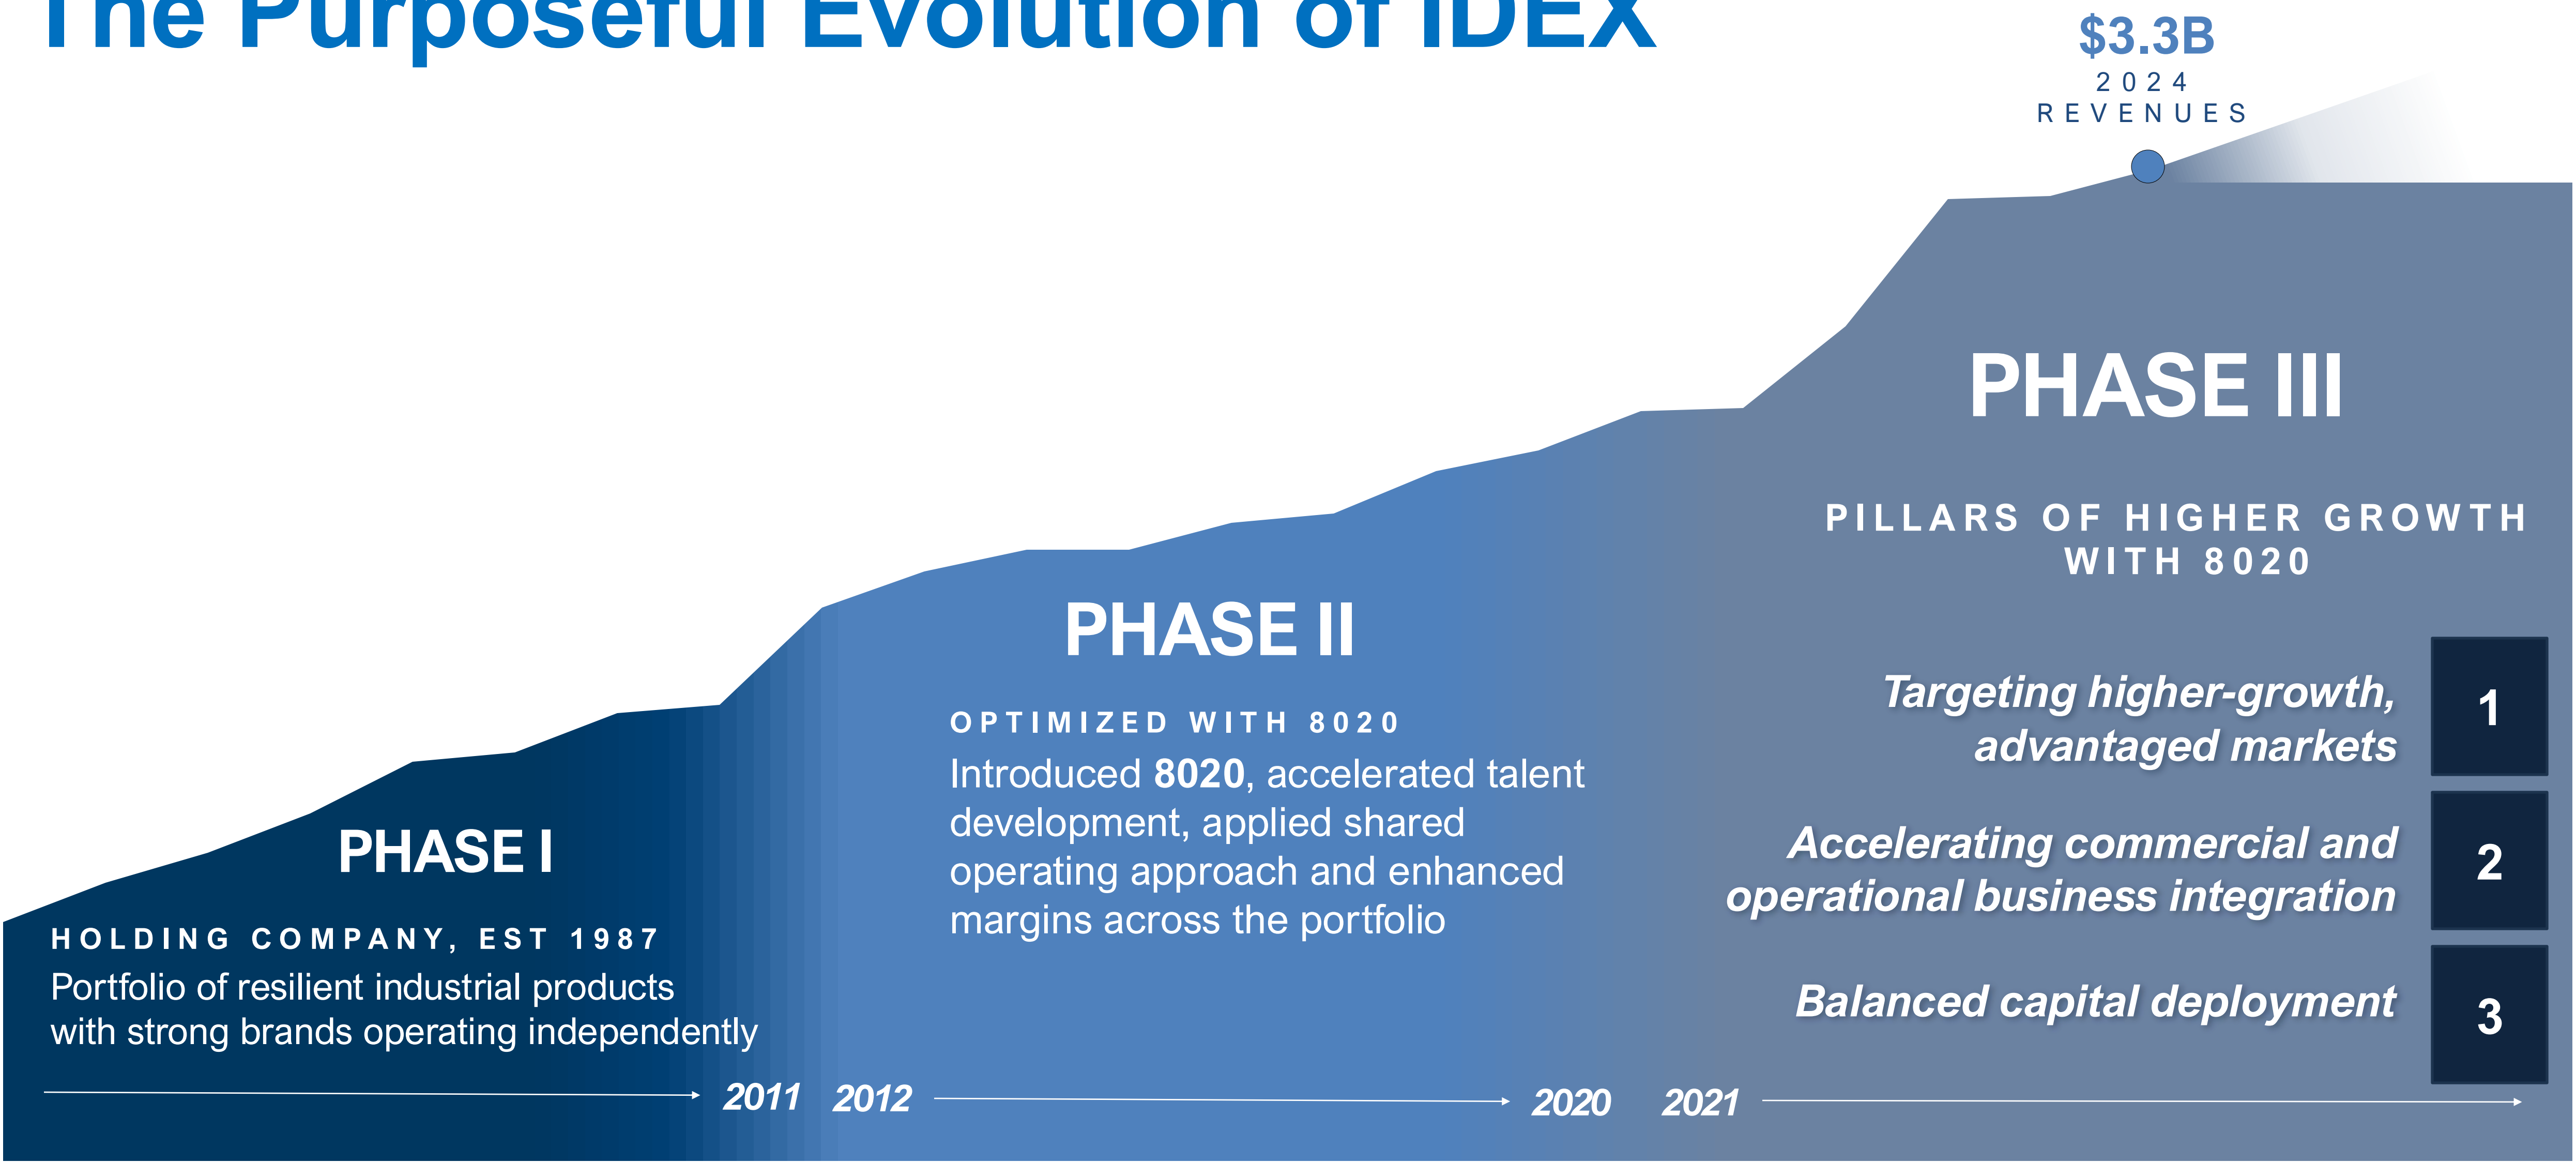 The Purposeful Evolution of IDEX
$3.3B
2024
REVENUES
PHASE I
HOLDING COMPANY, EST 1987
Portfolio of resilient industrial products
with strong brands operating independently
2011
PHASE II
OPTIMIZED WITH 8020
Introduced 8020, accelerated talent
development, applied shared
operating approach and enhanced
margins across the portfolio
2012
2020
PHASE III
PILLARS OF HIGHER GROWTH
WITH 8020
Targeting higher-growth,
advantaged markets
1
Accelerating commercial and
operational business integration
2
Balanced capital deployment
3
2021